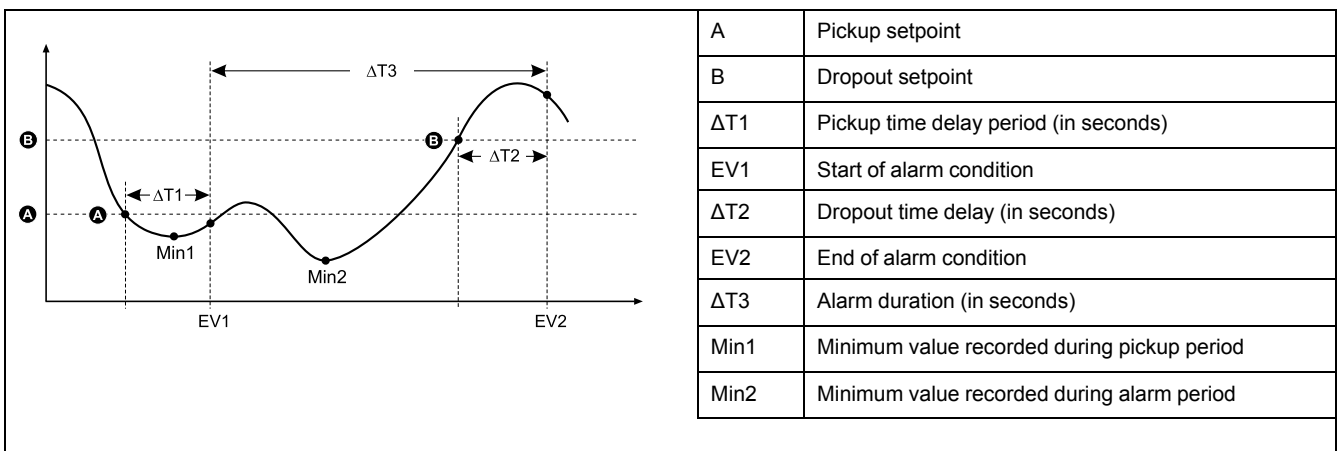 ΔT3
B
B
ΔT2
ΔT1
A
A
Min1
Min2
EV1
EV2
A Pickup setpoint
B Dropout setpoint
ΔT1 Pickup time delay period (in seconds)
EV1 Start of alarm condition
ΔT2 Dropout time delay (in seconds)
EV2 End of alarm condition
ΔT3 Alarm duration (in seconds)
Min1 Minimum value recorded during pickup period
Min2 Minimum value recorded during alarm period